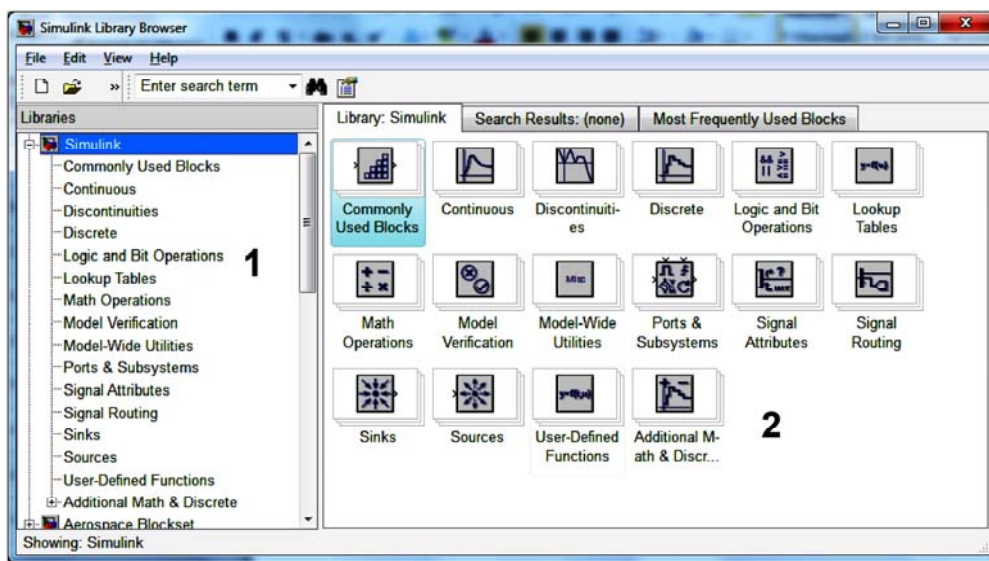 Simulink Library Browser
File Edit View Help
» Enter search term
Libraries
Simulink
Commonly Used Blocks
Continuous
Discontinuities
Discrete
Logic and Bit Operations
Lookup Tables
Math Operations
Model Verification
Model-Wide Utilities
Ports & Subsystems
Signal Attributes
Signal Routing
Sinks
Sources
User-Defined Functions
Additional Math & Discrete
Aerospace Blockset
1
Library: Simulink Search Results: (none) Most Frequently Used Blocks
Commonly
Used Blocks
Continuous
Discontinuiti-
es
Discrete
Logic and Bit
Operations
Lookup
Tables
Math
Operations
Model
Verification
Misc
Model-Wide
Utilities
Ports &
Subsystems
Signal
Attributes
Signal
Routing
Sinks
Sources
User-Defined
Functions
Additional M-
ath & Discr...
2
Showing: Simulink